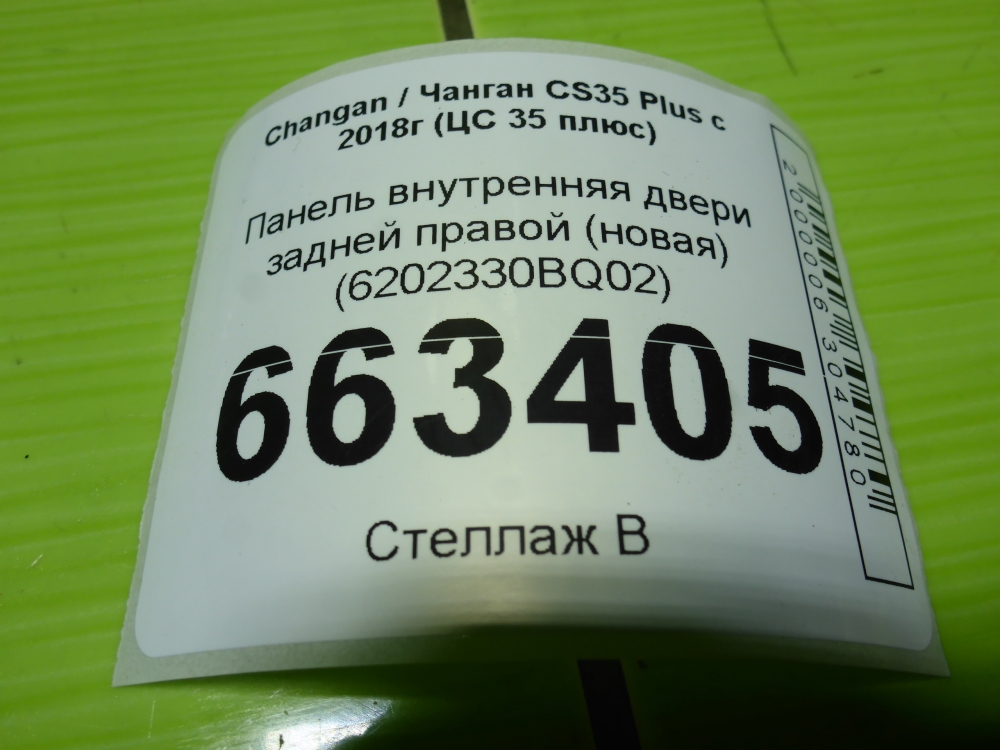 Changan / Чанган CS35 Plus с
2018г (ЦС 35 плюс)
Панель внутренняя двери
задней правой (новая)
(6202330BQ02)
663405
Стеллаж В
2000006304780